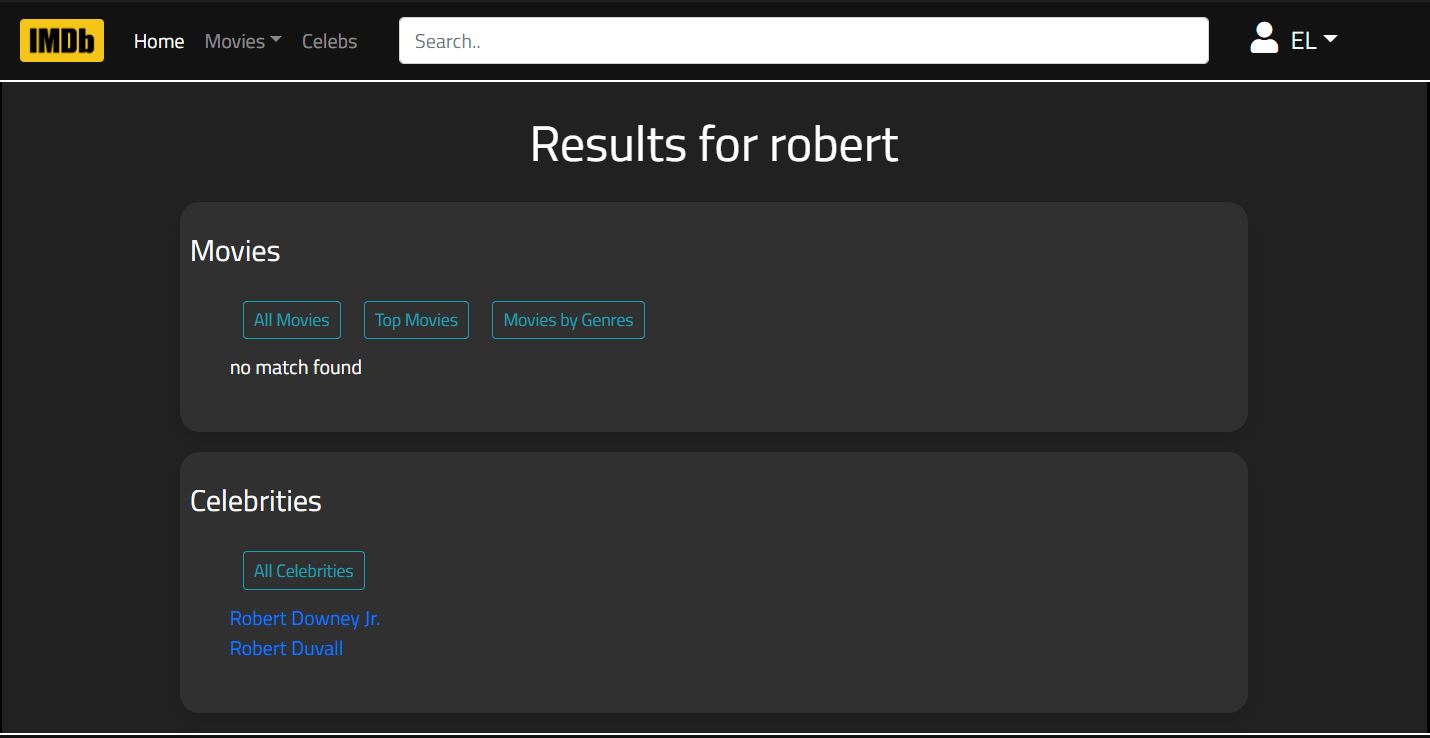 IMDb Home Movies Celebs Search.. EL
Results for robert
Movies
All Movies Top Movies Movies by Genres
no match found
Celebrities
All Celebrities
Robert Downey Jr.
Robert Duvall